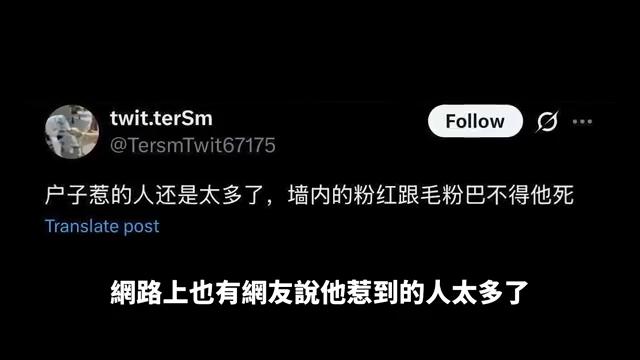 twit.terSm
Follow
@TersmTwit67175
户子惹的人还是太多了，墙内的粉红跟毛粉巴不得他死
Translate post
網路上也有網友說他惹到的人太多了